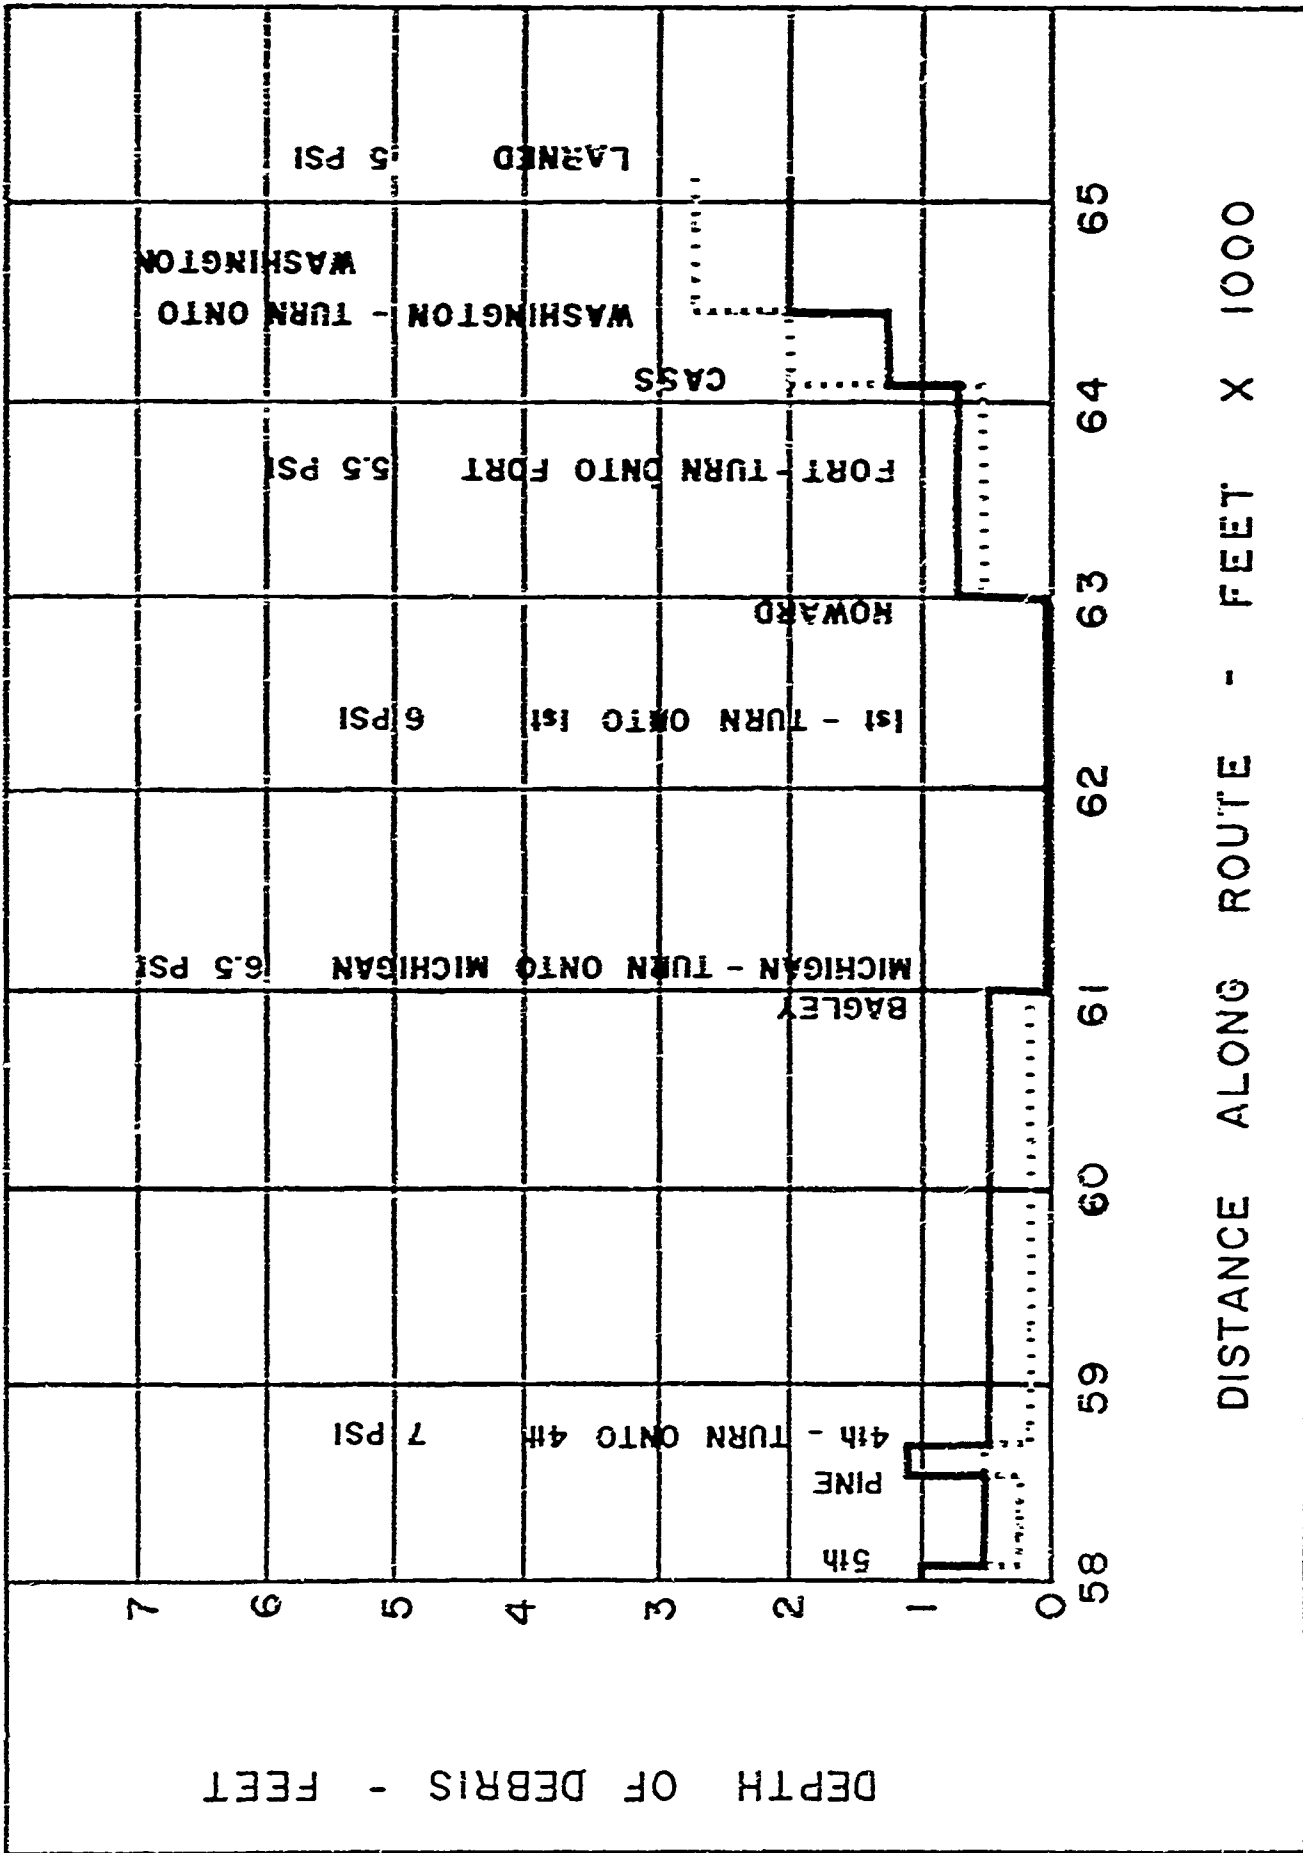 DEPTH OF DEBRIS - FEET
7
6
5
4
3
2
1
0
5th
PINE
4th - TURN ONTO 4th 7 PSI
BAGLEY
MICHIGAN - TURN ONTO MICHIGAN 6.5 PSI
1st - TURN ONTO 1st 6 PSI
HOWARD
FORT - TURN ONTO FORT 5.5 PSI
CASS
WASHINGTON - TURN ONTO
WASHINGTON
LARNED 5 PSI
58 59 60 61 62 63 64 65
DISTANCE ALONG ROUTE - FEET X 1000